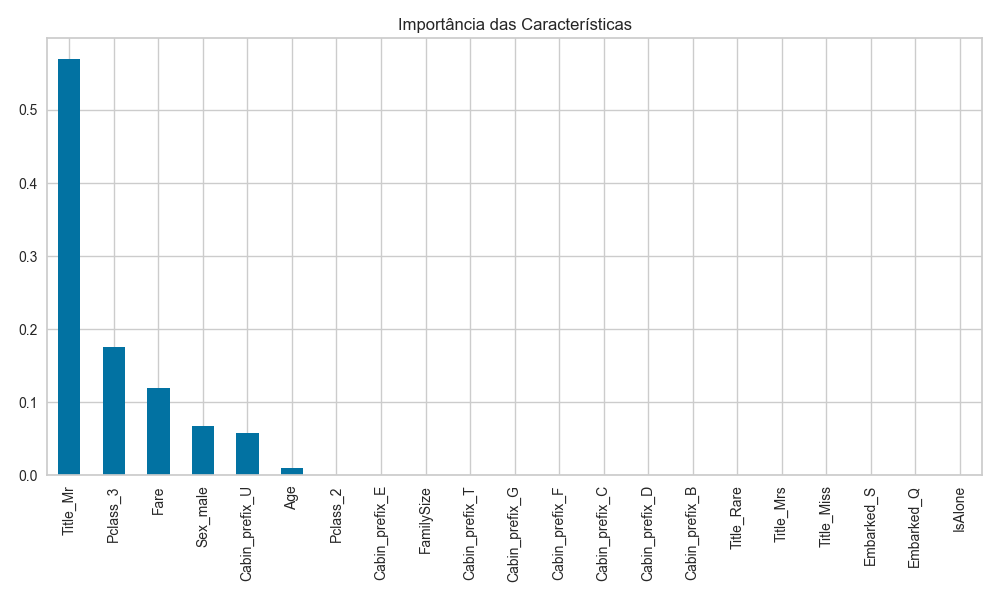 Importância das Características
0.5
0.4
0.3
0.2
0.1
0.0
Title_Mr
Pclass_3
Fare
Sex_male
Cabin_prefix_U
Age
Pclass_2
Cabin_prefix_E
FamilySize
Cabin_prefix_T
Cabin_prefix_G
Cabin_prefix_F
Cabin_prefix_C
Cabin_prefix_D
Cabin_prefix_B
Title_Rare
Title_Mrs
Title_Miss
Embarked_S
Embarked_Q
IsAlone